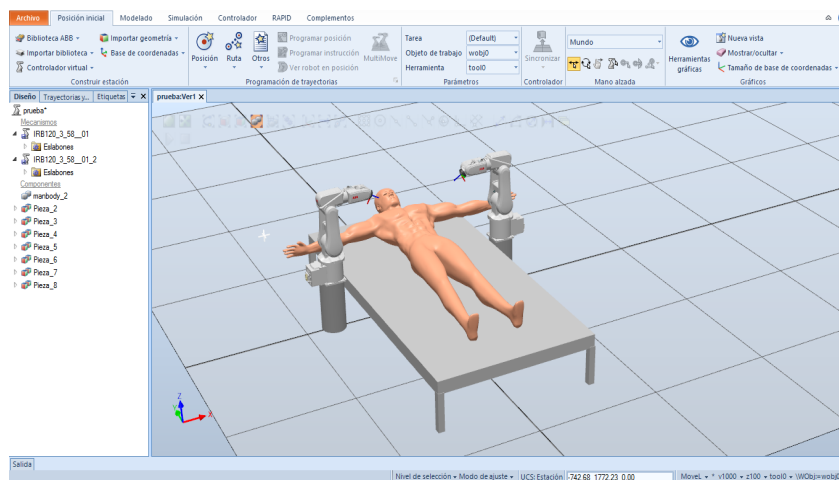 Archivo Posición inicial Modelado Simulación Controlador RAPID Complementos
Biblioteca ABB
Importar biblioteca
Controlador virtual
Importar geometría
Base de coordenadas
Construir estación
Posición
Ruta
Otros
Programar posición
Programar instrucción
Ver robot en posición
MultiMove
Programación de trayectorias
Tarea (Default)
Objeto de trabajo wobj0
Herramienta tool0
Parámetros
Sincronizar
Controlador
Mundo
Mano alzada
Herramientas
gráficas
Nueva vista
Mostrar/ocultar
Tamaño de base de coordenadas
Gráficos
Diseño Trayectorias y... Etiquetas
prueba:Ver1 X
prueba*
Mecanismos
IRB120_3_58__01
Eslabones
IRB120_3_58__01_2
Eslabones
Componentes
manbody_2
Pieza_2
Pieza_3
Pieza_4
Pieza_5
Pieza_6
Pieza_7
Pieza_8
Z
Y
X
Salida
Nivel de selección Modo de ajuste UCS: Estación -742.68 1772.23 0.00 MoveL * v1000 z100 tool0 \WObj:=wobj0